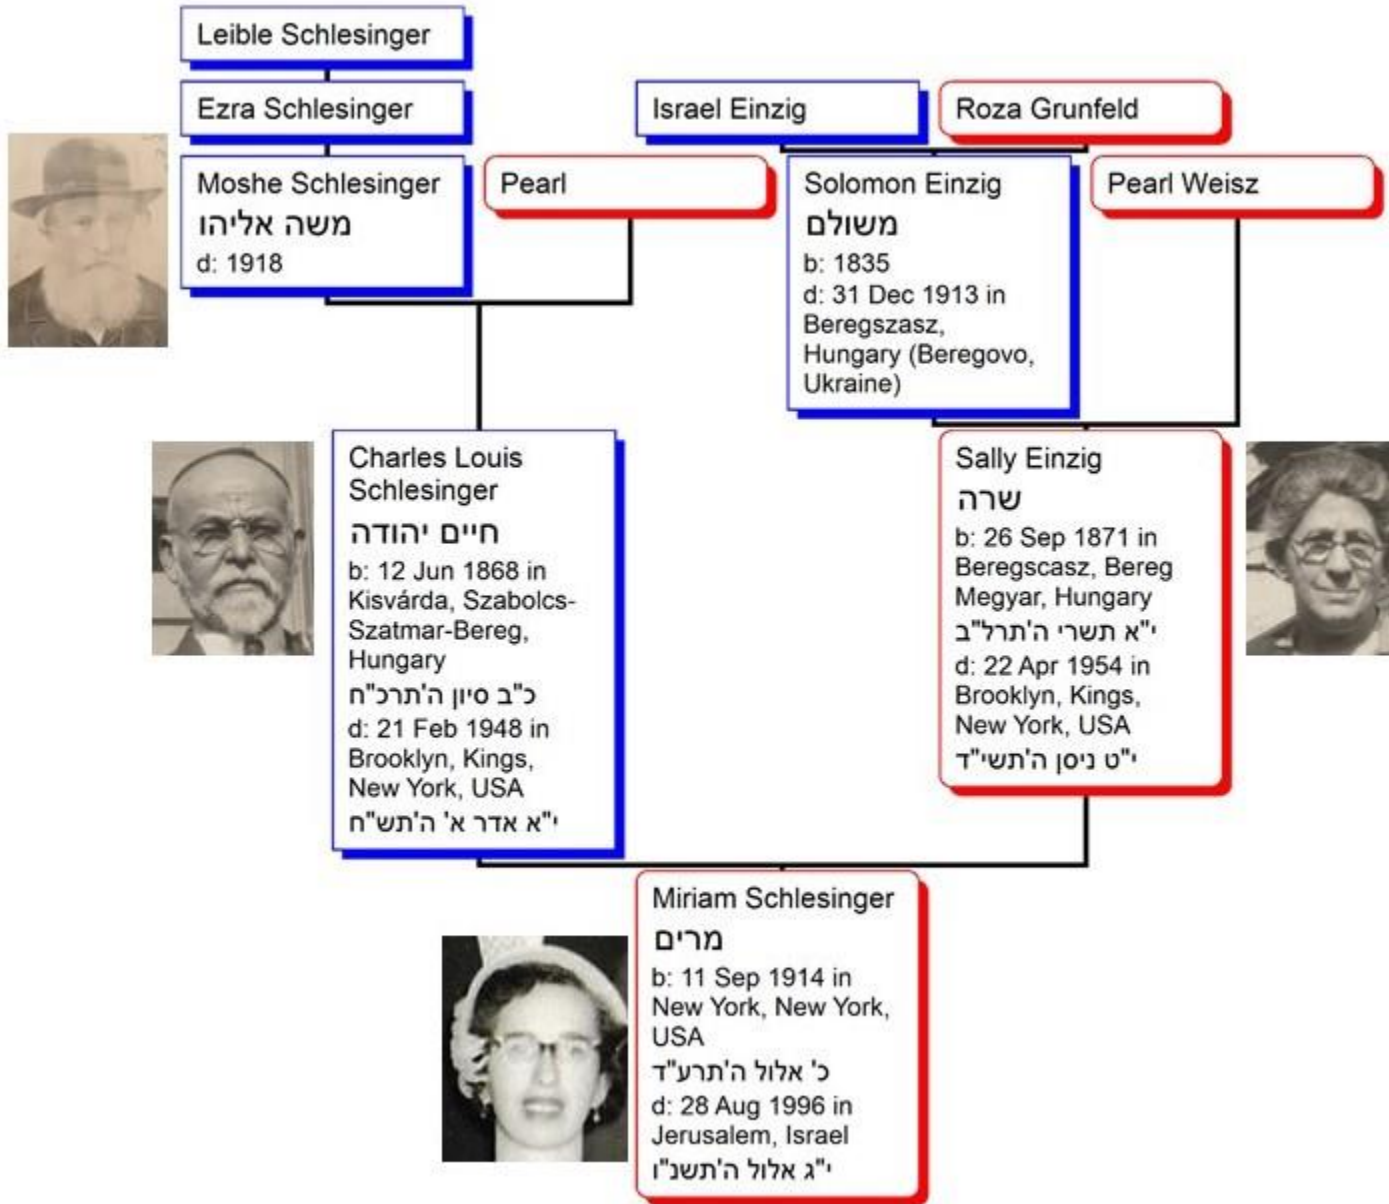 Leible Schlesinger
Ezra Schlesinger
Israel Einzig
Roza Grunfeld
Moshe Schlesinger
משה אליהו
d: 1918
Pearl
Solomon Einzig
משולם
b: 1835
d: 31 Dec 1913 in
Beregszasz,
Hungary (Beregovo,
Ukraine)
Pearl Weisz
Charles Louis
Schlesinger
חיים יהודה
b: 12 Jun 1868 in
Kisvárda, Szabolcs-
Szatmar-Bereg,
Hungary
כ"ב סיון ה'תרכ"ח
d: 21 Feb 1948 in
Brooklyn, Kings,
New York, USA
י"א אדר א' ה'תש"ח
Sally Einzig
שרה
b: 26 Sep 1871 in
Beregscasz, Bereg
Megyar, Hungary
י"א תשרי ה'תרל"ב
d: 22 Apr 1954 in
Brooklyn, Kings,
New York, USA
י"ט ניסן ה'תשי"ד
Miriam Schlesinger
מרים
b: 11 Sep 1914 in
New York, New York,
USA
כ' אלול ה'תרע"ד
d: 28 Aug 1996 in
Jerusalem, Israel
י"ג אלול ה'תשנ"ו